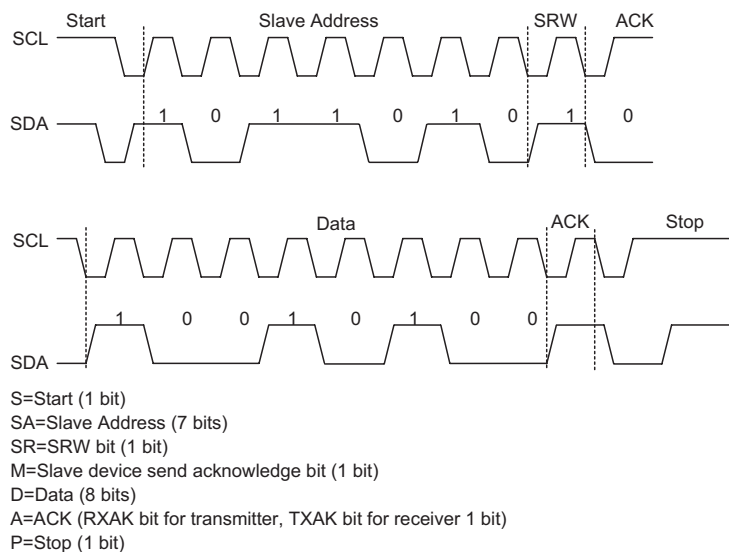 Start Slave Address SRW ACK
SCL
1 0 1 1 0 1 0 1 0
SDA
Data ACK Stop
SCL
1 0 0 1 0 1 0 0
SDA
S=Start (1 bit)
SA=Slave Address (7 bits)
SR=SRW bit (1 bit)
M=Slave device send acknowledge bit (1 bit)
D=Data (8 bits)
A=ACK (RXAK bit for transmitter, TXAK bit for receiver 1 bit)
P=Stop (1 bit)